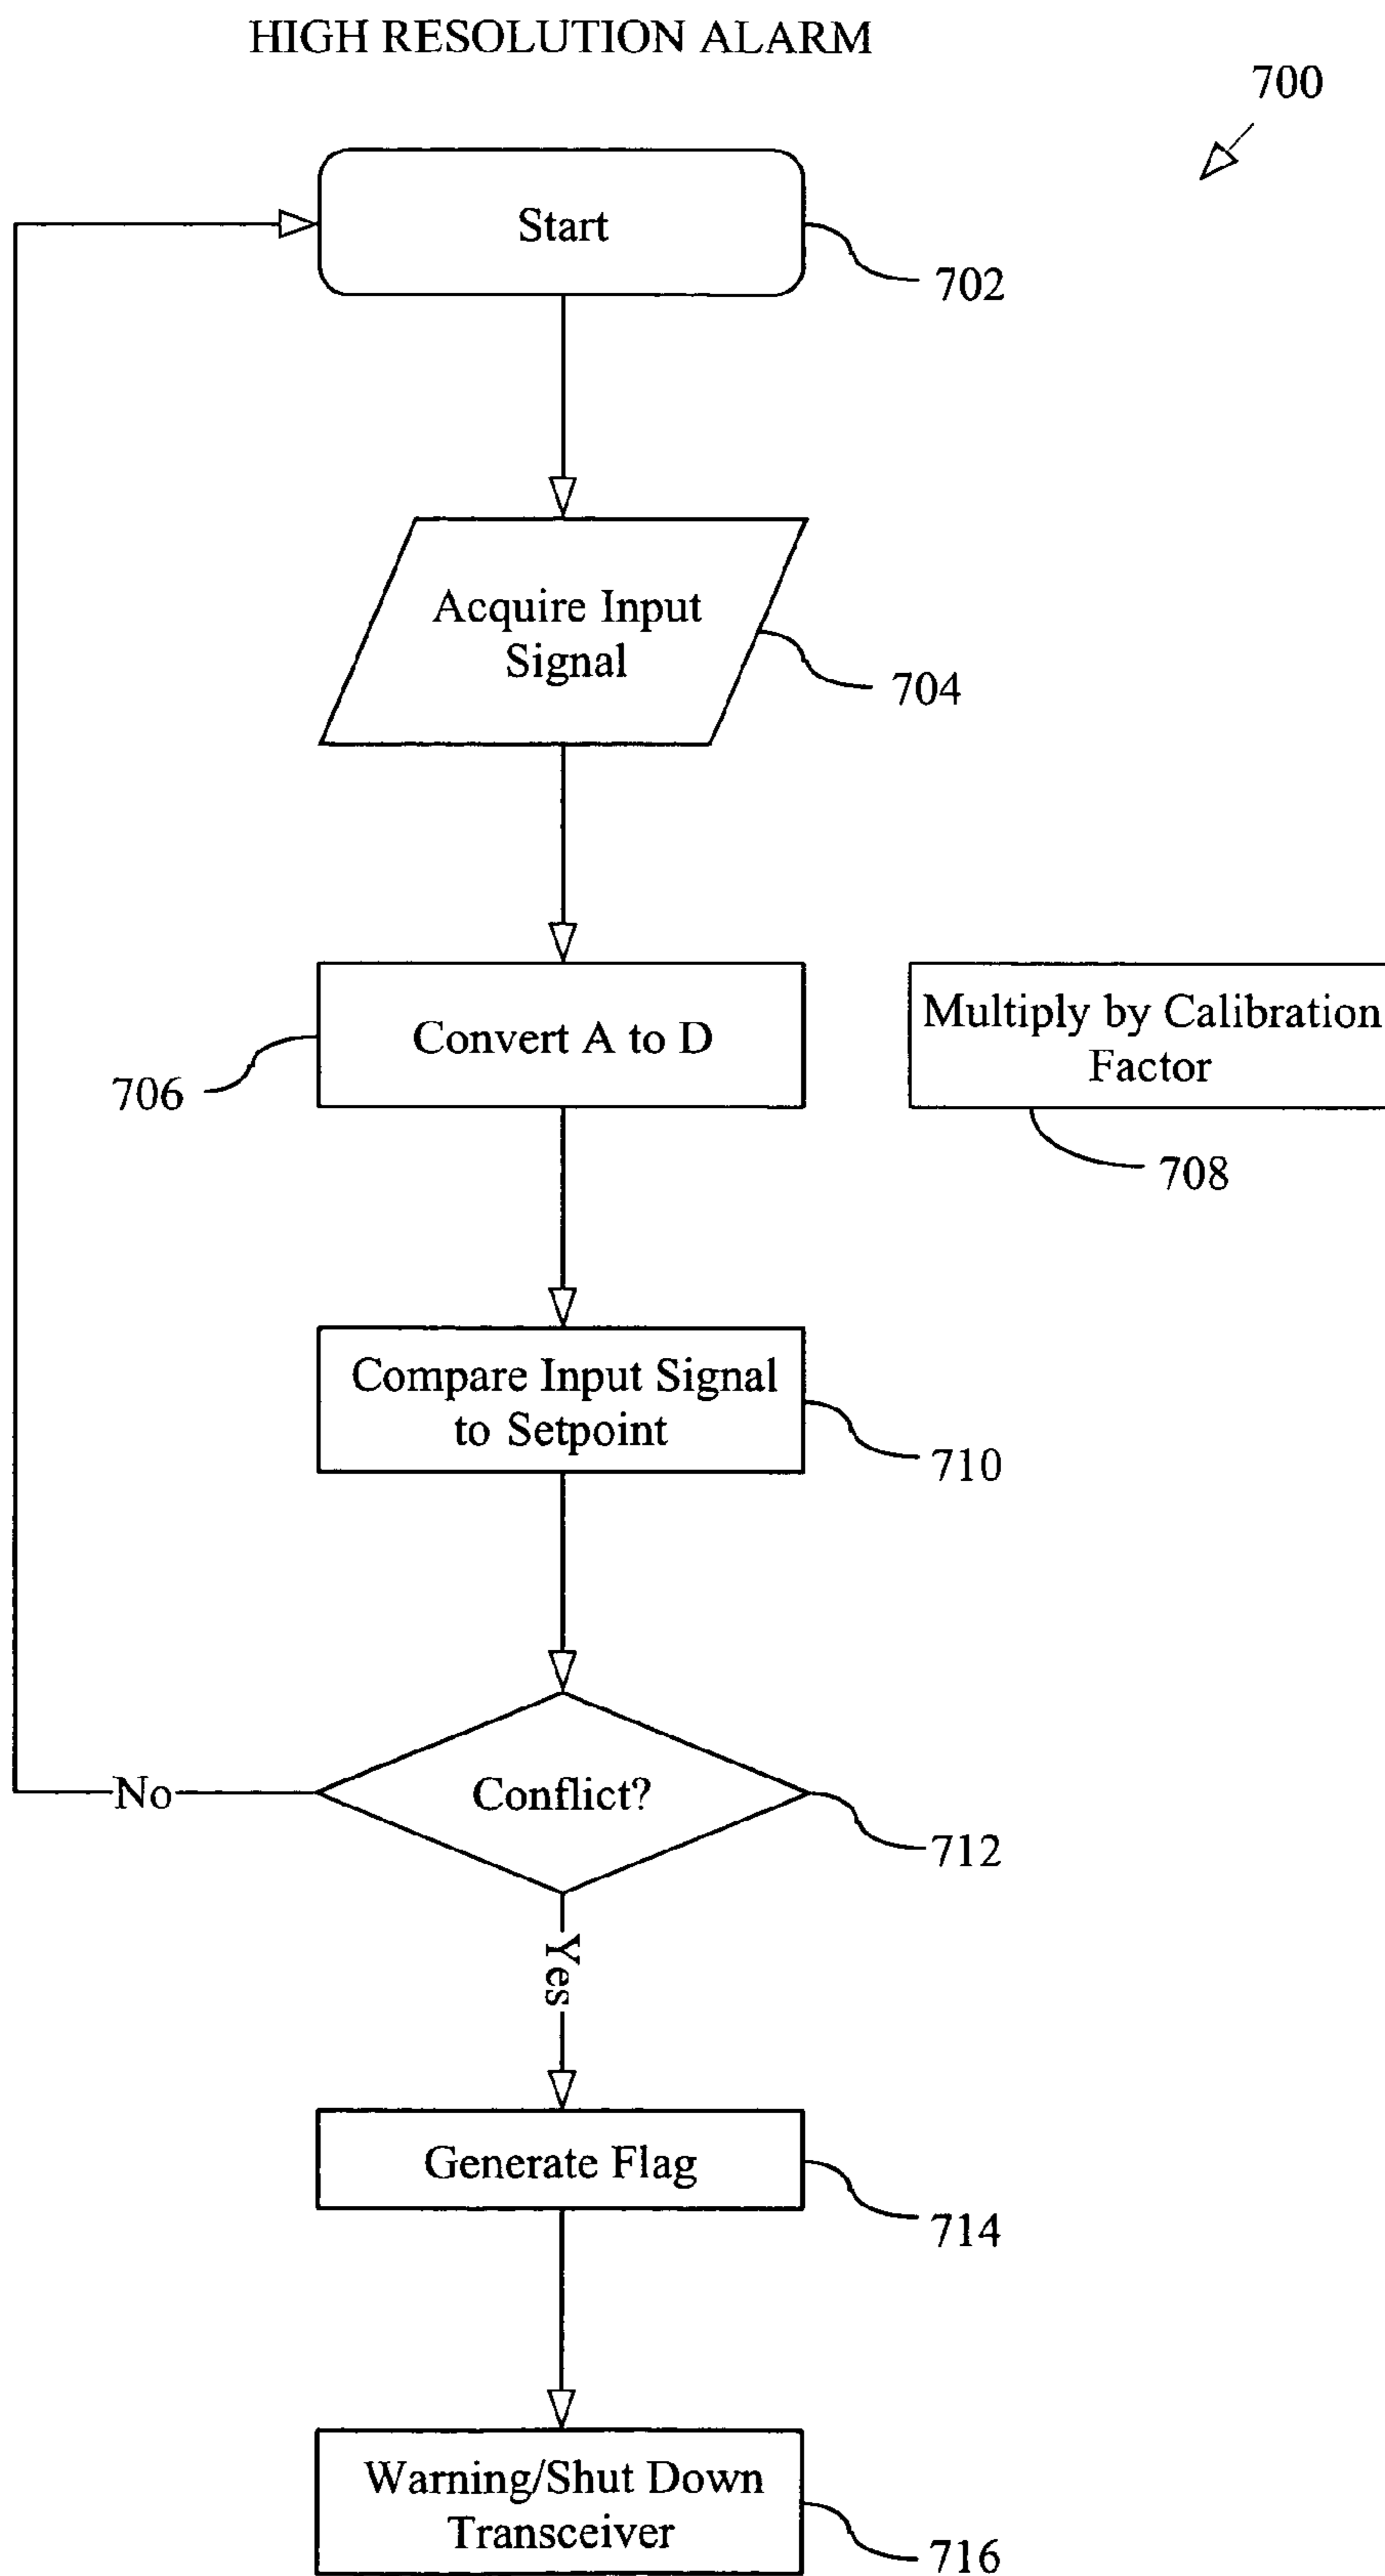 HIGH RESOLUTION ALARM
700
Start
702
Acquire Input
Signal
704
Convert A to D
706
Multiply by Calibration
Factor
708
Compare Input Signal
to Setpoint
710
Conflict?
No
712
Yes
Generate Flag
714
Warning/Shut Down
Transceiver
716